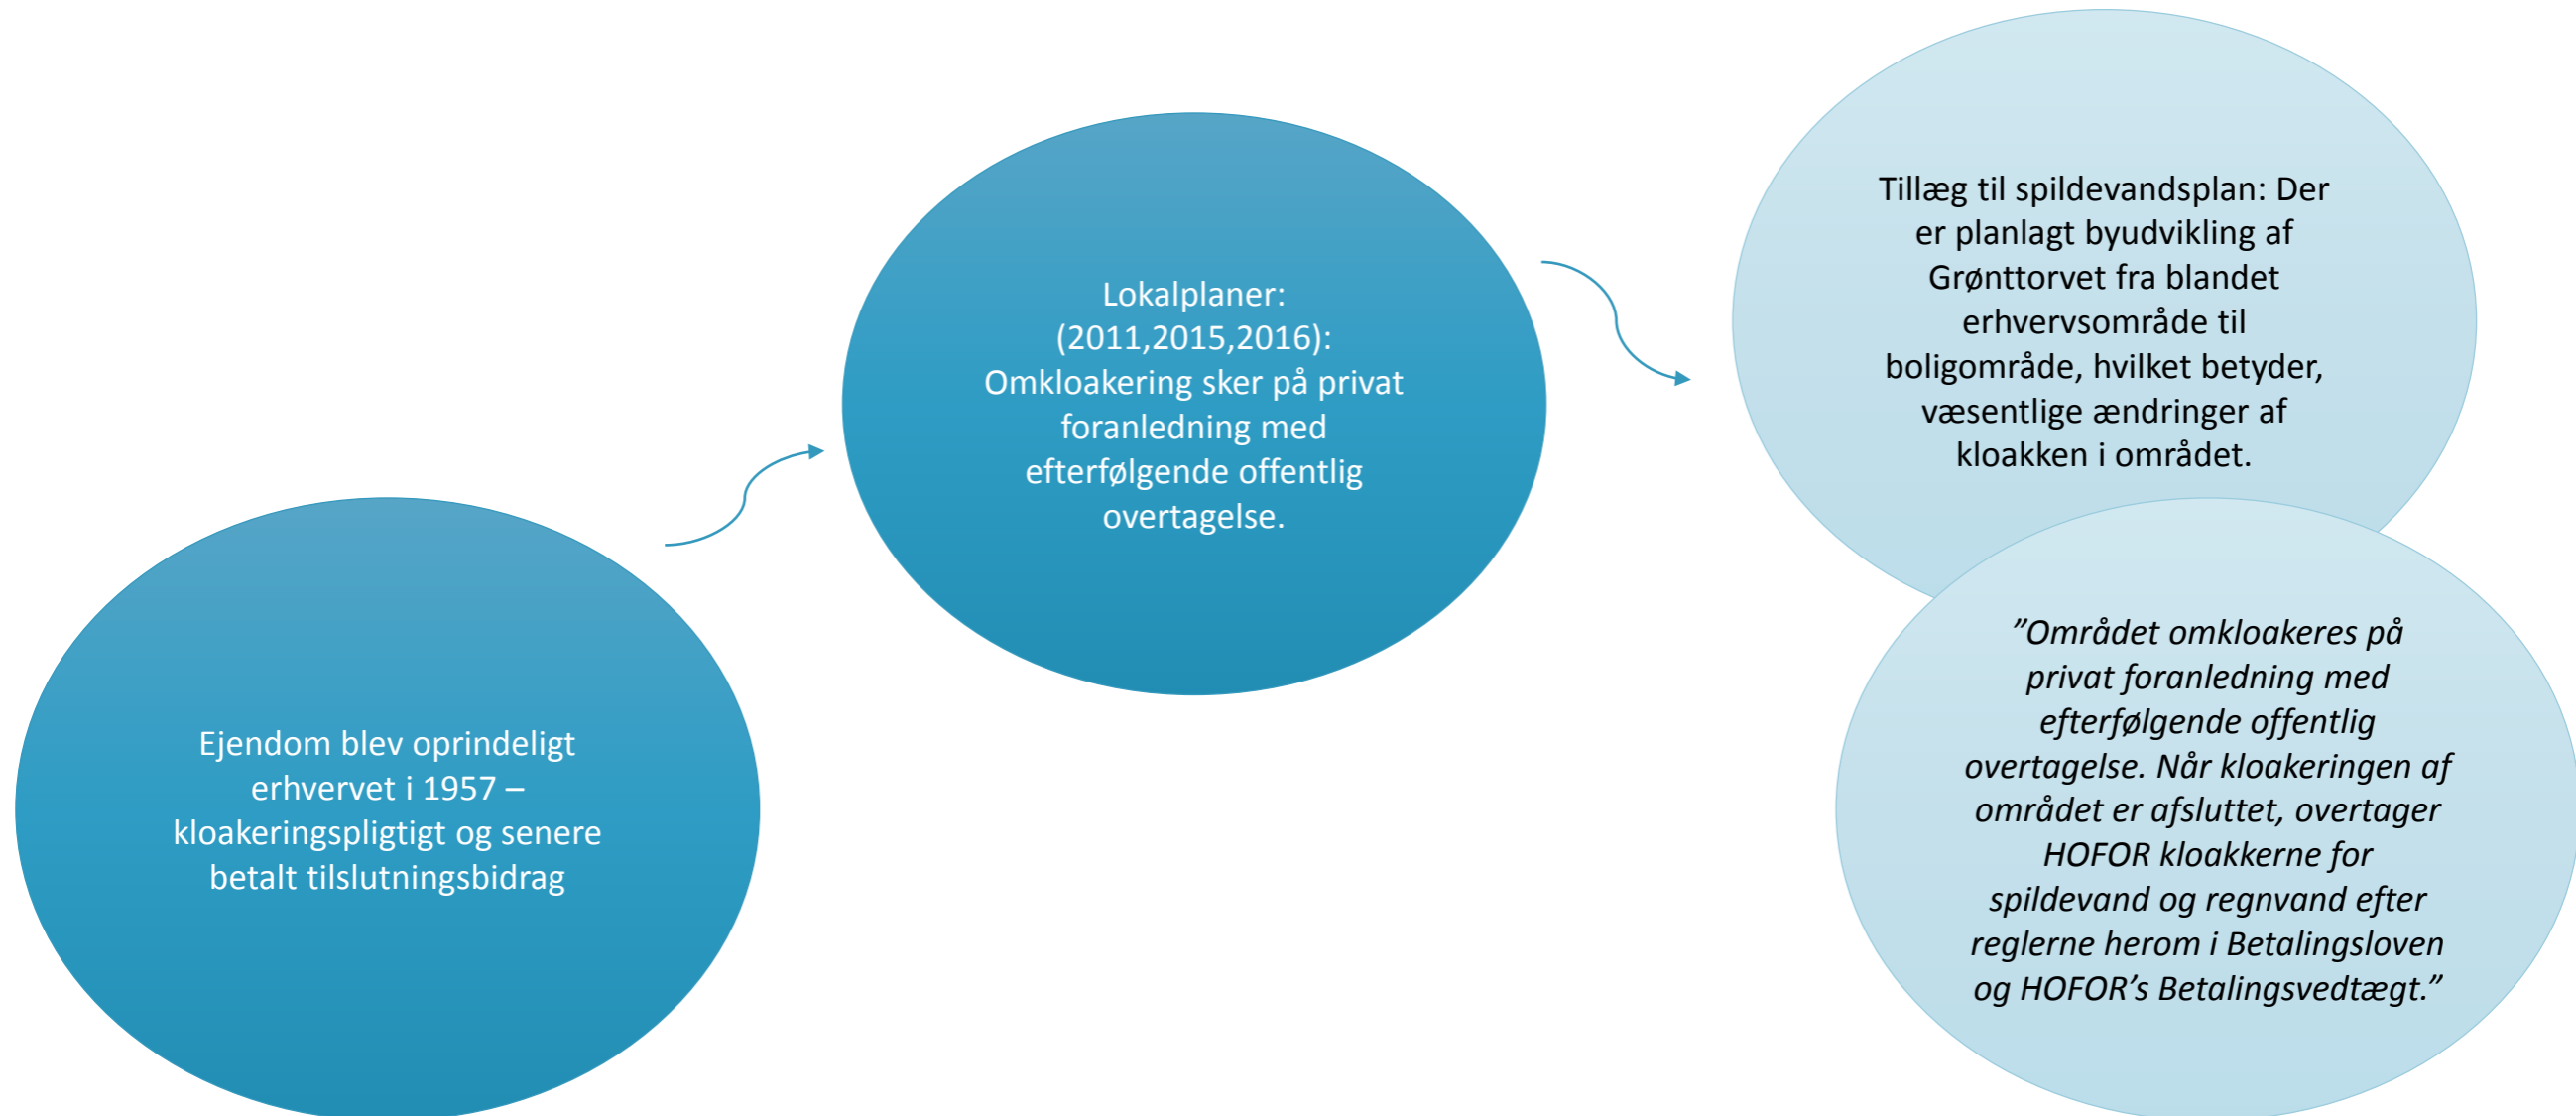 Ejendom blev oprindeligt
erhvervet i 1957 –
kloakeringspligtigt og senere
betalt tilslutningsbidrag
Lokalplaner:
(2011,2015,2016):
Omkloakering sker på privat
foranledning med
efterfølgende offentlig
overtagelse.
Tillæg til spildevandsplan: Der
er planlagt byudvikling af
Grønttorvet fra blandet
erhvervsområde til
boligområde, hvilket betyder,
væsentlige ændringer af
kloakken i området.
”Området omkloakeres på
privat foranledning med
efterfølgende offentlig
overtagelse. Når kloakeringen af
området er afsluttet, overtager
HOFOR kloakkerne for
spildevand og regnvand efter
reglerne herom i Betalingsloven
og HOFOR’s Betalingsvedtægt.”